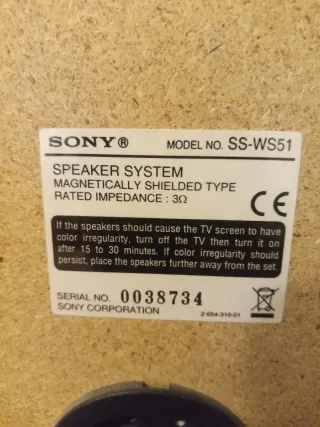 SONY® MODEL NO. SS-WS51
SPEAKER SYSTEM
MAGNETICALLY SHIELDED TYPE
RATED IMPEDANCE : 3Ω
CE
If the speakers should cause the TV screen to have
color irregularity, turn off the TV then turn it on
after 15 to 30 minutes. If color irregularity should
persist, place the speakers further away from the set.
SERIAL NO. 0038734
SONY CORPORATION
2-654-319-01